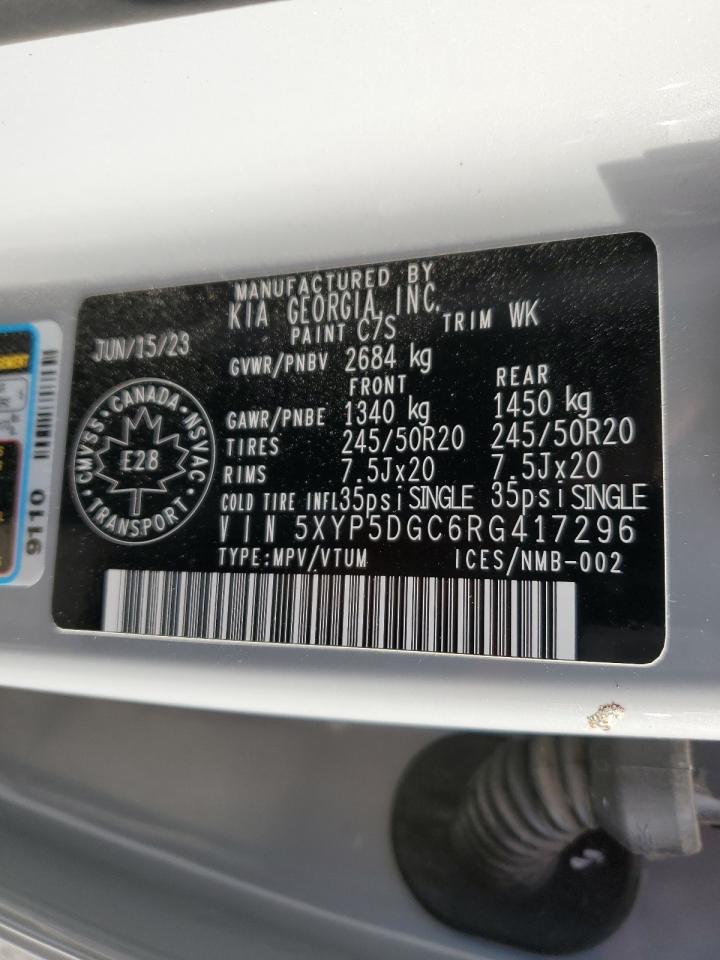 MANUFACTURED BY
KIA GEORGIA, INC.
PAINT C7S TRIM WK
JUN/15/23
GVWR/PNBV 2684 kg
FRONT REAR
GAWR/PNBE 1340 kg 1450 kg
TIRES 245/50R20 245/50R20
RIMS 7.5Jx20 7.5Jx20
COLD TIRE INFL 35psi SINGLE 35psi SINGLE
VIN 5XYP5DGC6RG417296
TYPE:MPV/VTUM ICES/NMB-002
CMVSS · CANADA · NSVAC
E28
· TRANSPORT ·
9110